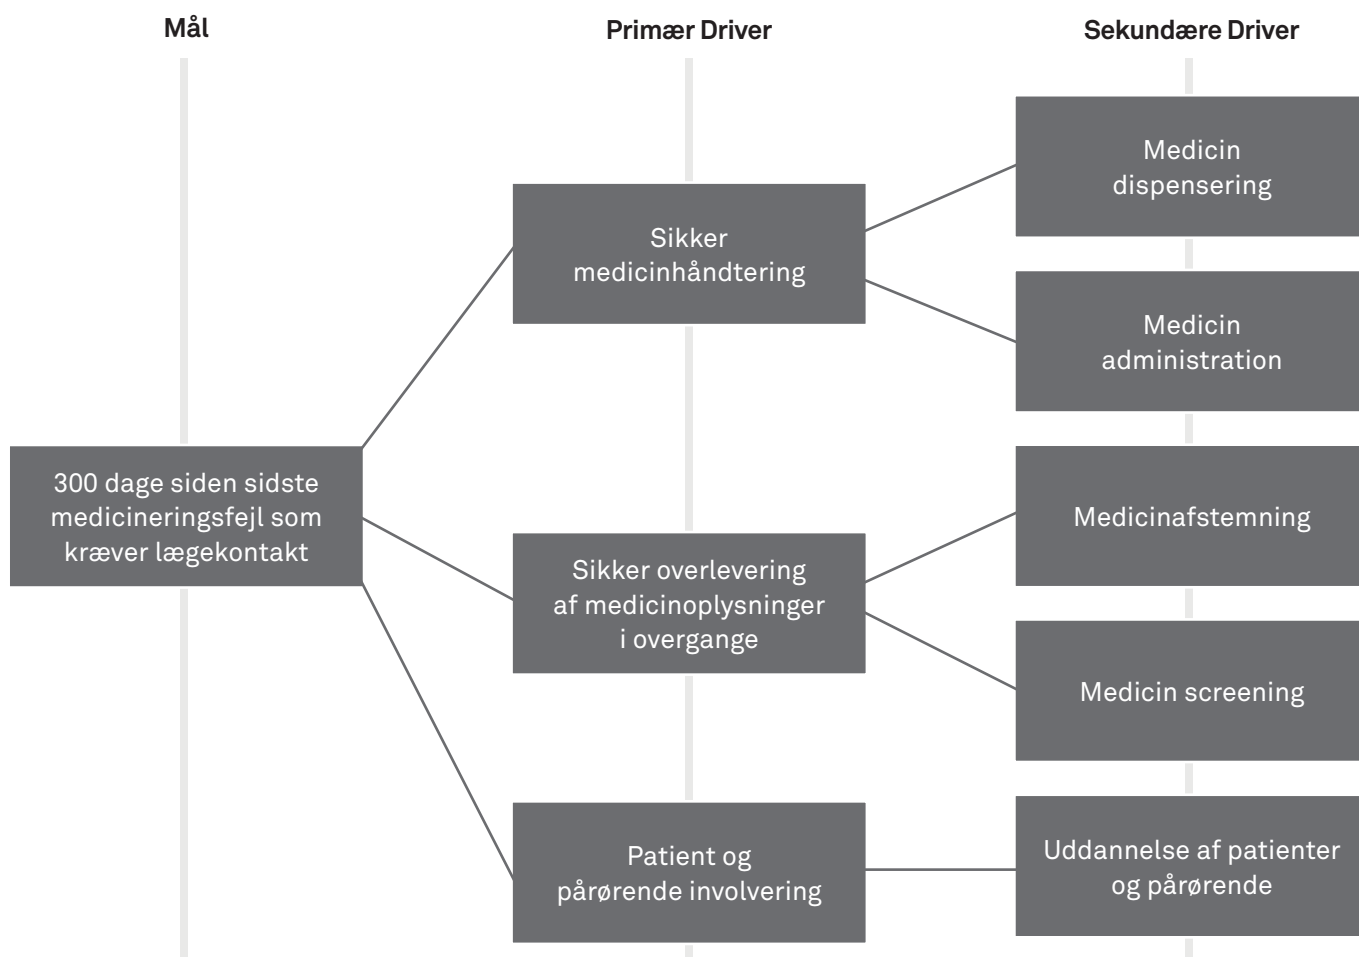 Mål
Primær Driver
Sekundære Driver
300 dage siden sidste
medicineringsfejl som
kræver lægekontakt
Sikker
medicinhåndtering
Sikker overlevering
af medicinoplysninger
i overgange
Patient og
pårørende involvering
Medicin
dispensering
Medicin
administration
Medicinafstemning
Medicin screening
Uddannelse af patienter
og pårørende